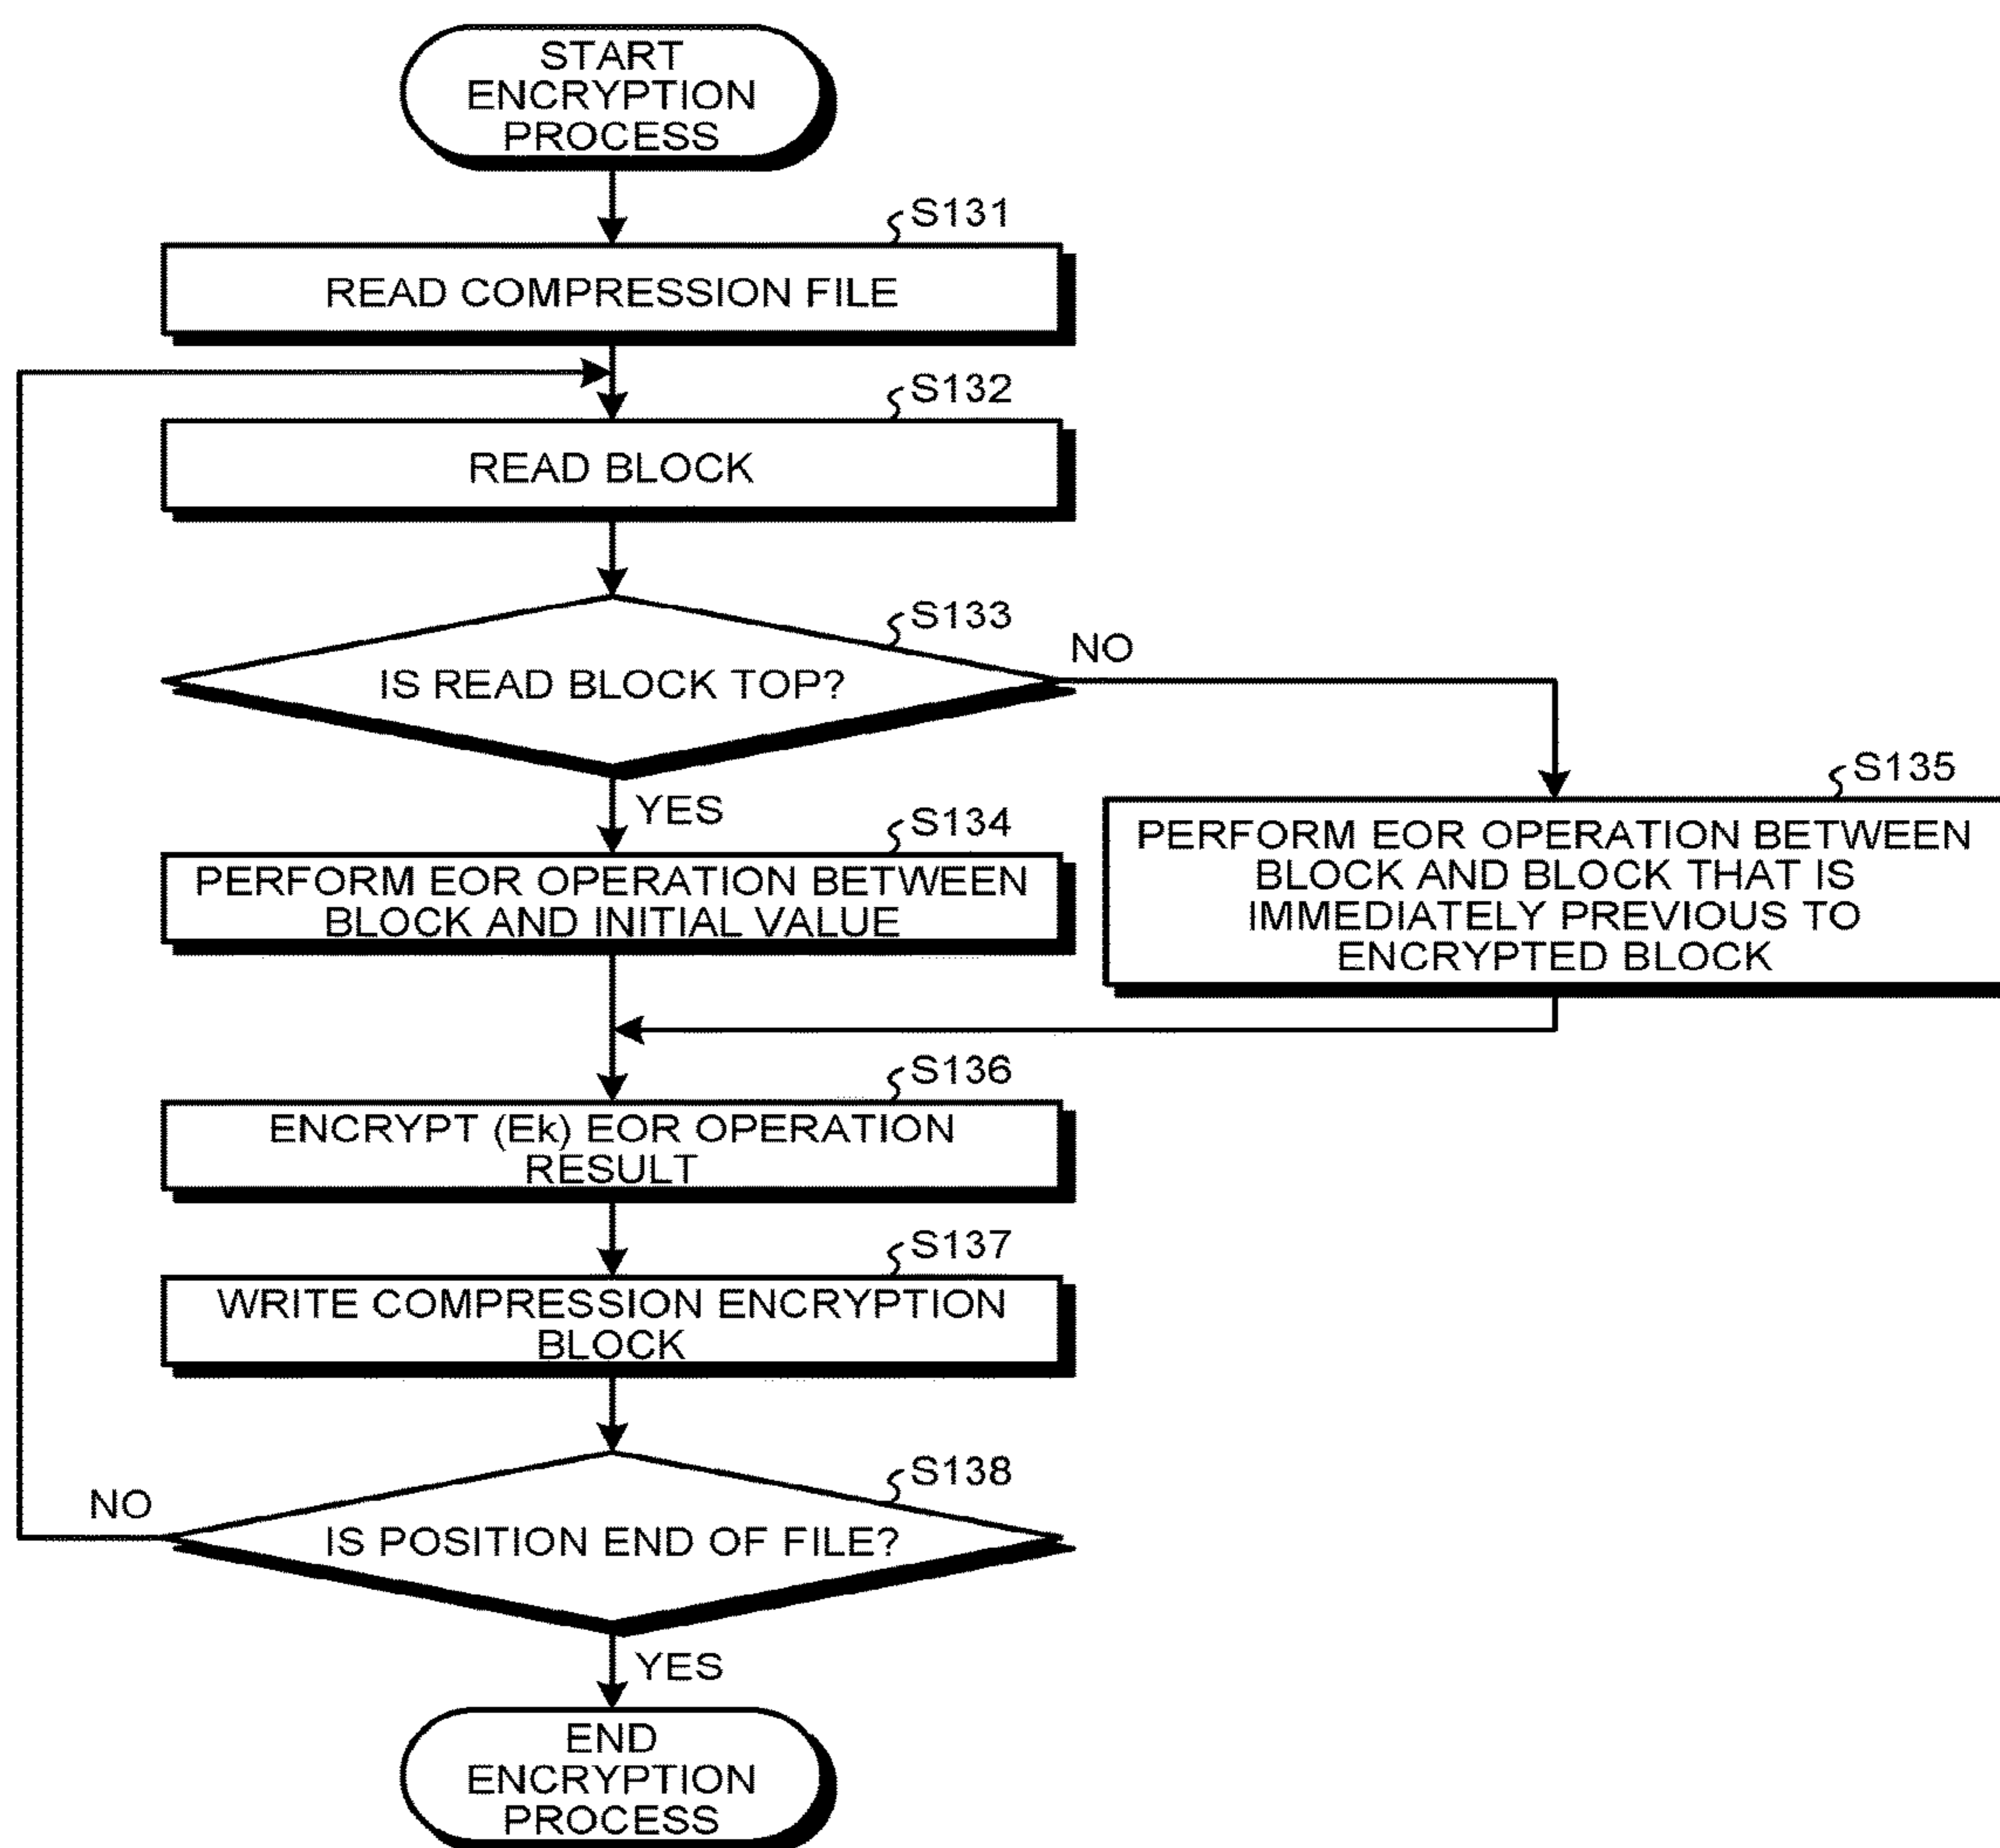 START
ENCRYPTION
PROCESS
S131
READ COMPRESSION FILE
S132
READ BLOCK
S133
IS READ BLOCK TOP?
NO
YES
S134
PERFORM EOR OPERATION BETWEEN
BLOCK AND INITIAL VALUE
S135
PERFORM EOR OPERATION BETWEEN
BLOCK AND BLOCK THAT IS
IMMEDIATELY PREVIOUS TO
ENCRYPTED BLOCK
S136
ENCRYPT (Ek) EOR OPERATION
RESULT
S137
WRITE COMPRESSION ENCRYPTION
BLOCK
S138
IS POSITION END OF FILE?
NO
YES
END
ENCRYPTION
PROCESS